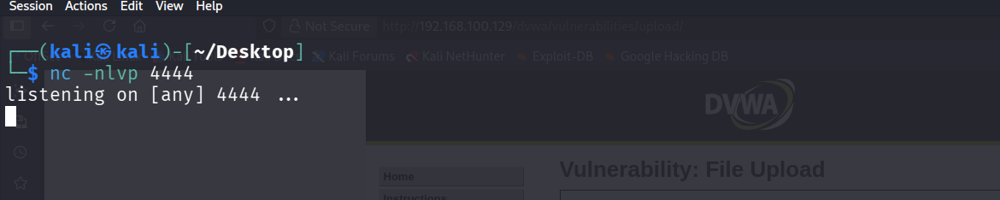 Session Actions Edit View Help
Not Secure http://192.168.100.129/dvwa/vulnerabilities/upload/
┌──(kali㉿kali)-[~/Desktop]
Kali Forums Kali NetHunter Exploit-DB Google Hacking DB
└─$ nc -nlvp 4444
listening on [any] 4444 ...
DVWA
Vulnerability: File Upload
Home
Instructions